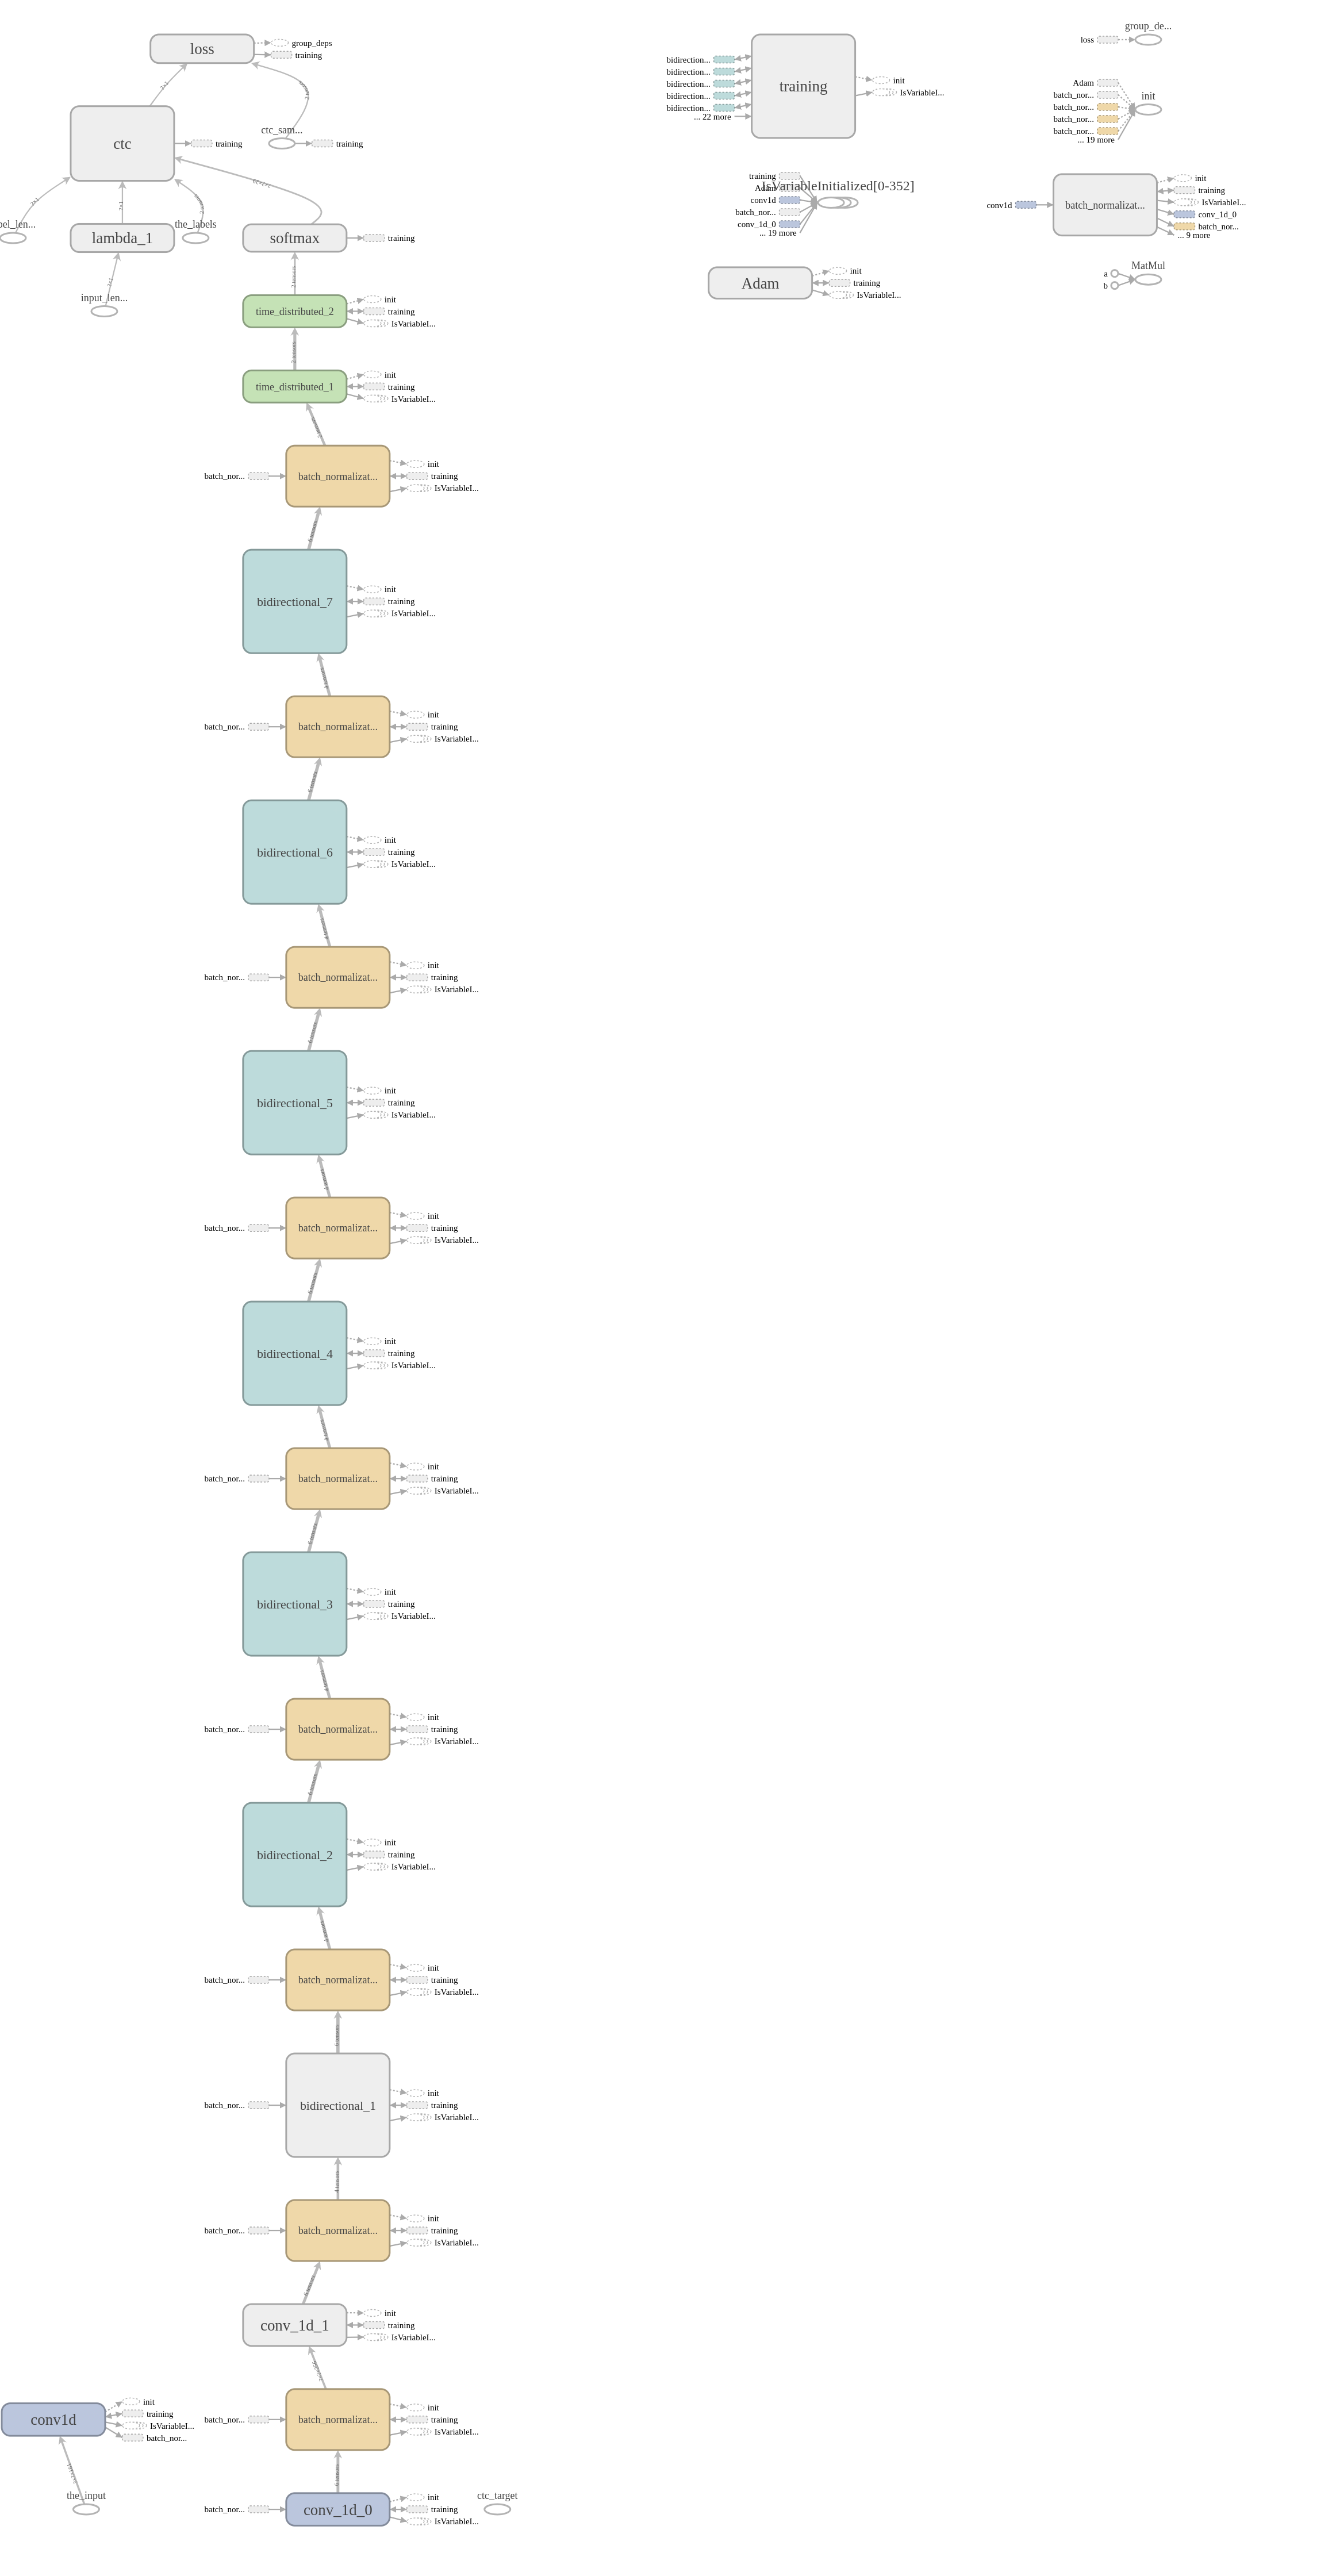 loss
group_deps
training
ctc
training
ctc_sam...
training
lambda_1
the_labels
softmax
training
input_len...
time_distributed_2
init
training
IsVariableI...
time_distributed_1
init
training
IsVariableI...
batch_nor...
batch_normalizat...
init
training
IsVariableI...
bidirectional_7
init
training
IsVariableI...
batch_nor...
batch_normalizat...
init
training
IsVariableI...
bidirectional_6
init
training
IsVariableI...
batch_nor...
batch_normalizat...
init
training
IsVariableI...
bidirectional_5
init
training
IsVariableI...
batch_nor...
batch_normalizat...
init
training
IsVariableI...
bidirectional_4
init
training
IsVariableI...
batch_nor...
batch_normalizat...
init
training
IsVariableI...
bidirectional_3
init
training
IsVariableI...
batch_nor...
batch_normalizat...
init
training
IsVariableI...
bidirectional_2
init
training
IsVariableI...
batch_nor...
batch_normalizat...
init
training
IsVariableI...
batch_nor...
bidirectional_1
init
training
IsVariableI...
batch_nor...
batch_normalizat...
init
training
IsVariableI...
conv_1d_1
init
training
IsVariableI...
conv1d
init
training
IsVariableI...
batch_nor...
batch_nor...
batch_normalizat...
init
training
IsVariableI...
the_input
batch_nor...
conv_1d_0
init
training
IsVariableI...
ctc_target
bidirection...
bidirection...
bidirection...
bidirection...
bidirection...
... 22 more
training
init
IsVariableI...
group_de...
loss
init
Adam
batch_nor...
batch_nor...
batch_nor...
batch_nor...
... 19 more
IsVariableInitialized[0-352]
training
Adam
conv1d
batch_nor...
conv_1d_0
... 19 more
conv1d
batch_normalizat...
init
training
IsVariableI...
conv_1d_0
batch_nor...
... 9 more
Adam
init
training
IsVariableI...
MatMul
a
b